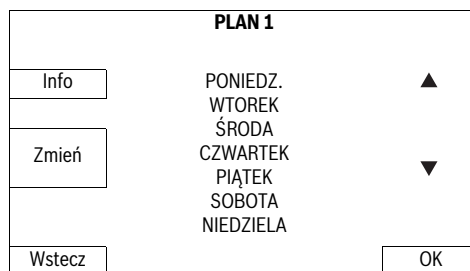 PLAN 1
Info
PONIEDZ.
WTOREK
ŚRODA
Zmień
CZWARTEK
PIĄTEK
SOBOTA
NIEDZIELA
Wstecz
OK